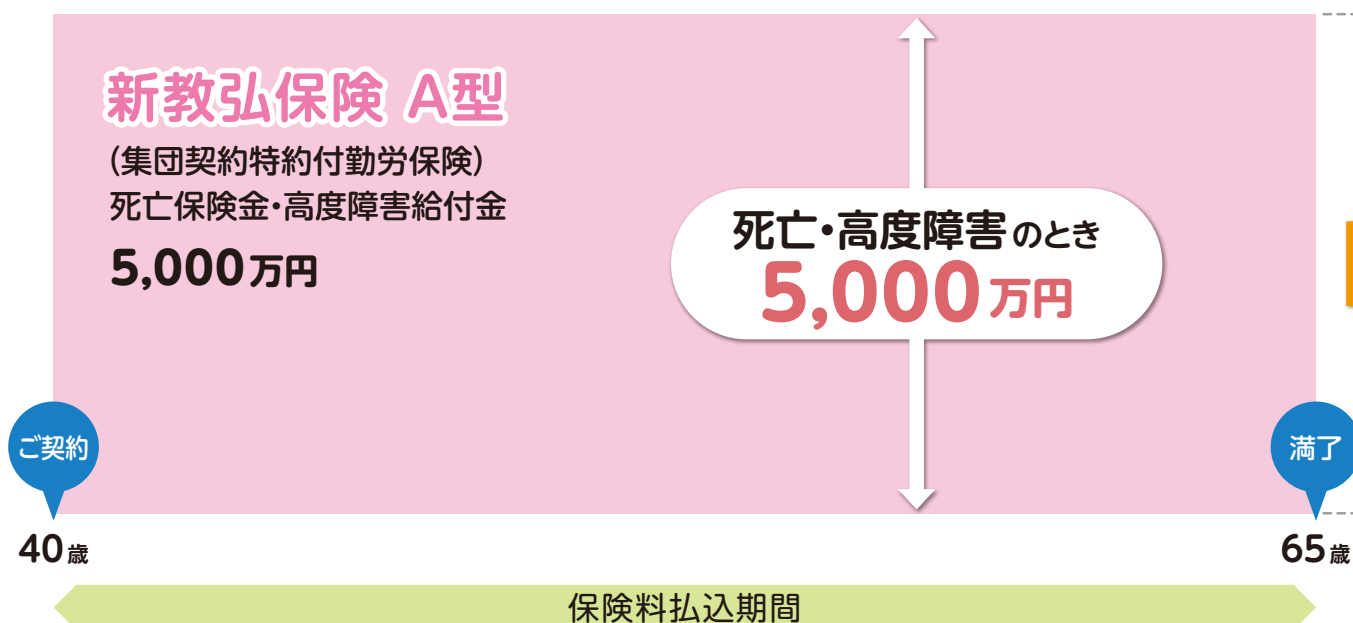 新教弘保険 A型
(集団契約特約付勤労保険)
死亡保険金・高度障害給付金
5,000万円
死亡・高度障害のとき
5,000万円
ご契約
満了
40歳
65歳
保険料払込期間